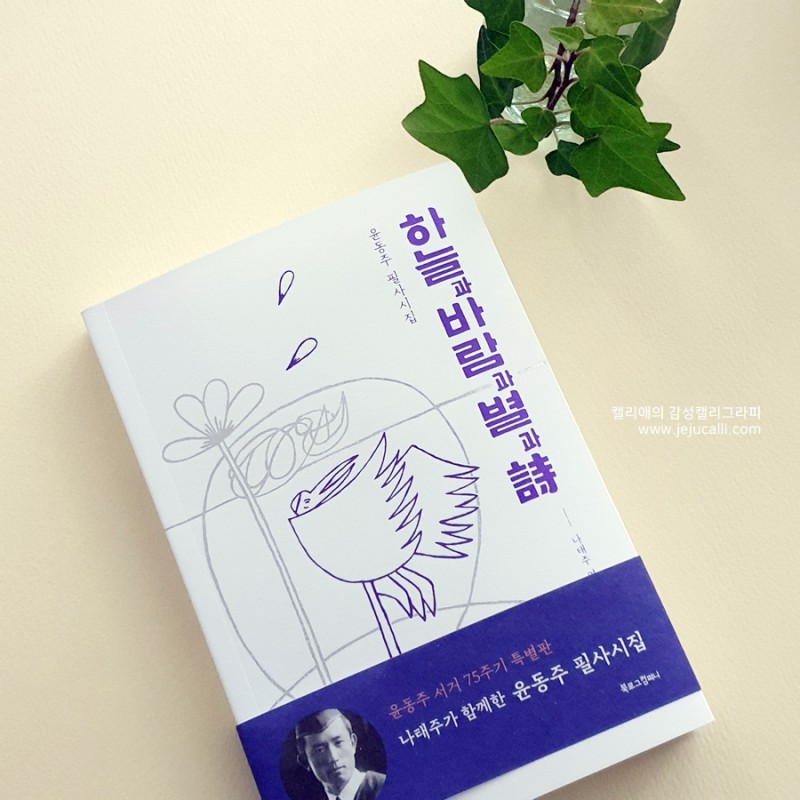 윤동주 필사시집
하늘과 바람과 별과 詩
나태주
캘리애의 감성캘리그라피
www.jejucalli.com
윤동주 서거 75주기 특별판
나태주가 함께한 윤동주 필사시집
북로그컴퍼니